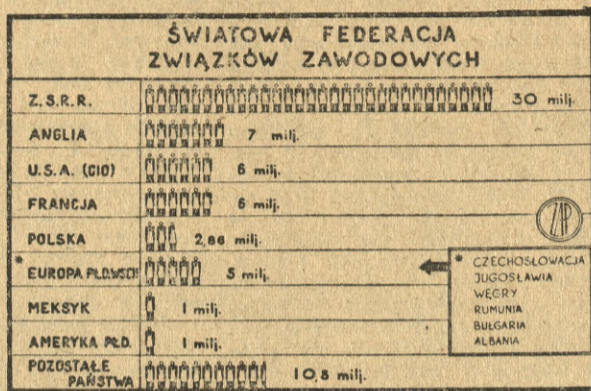 ŚWIATOWA FEDERACJA
ZWIĄZKÓW ZAWODOWYCH
Z.S.R.R. 30 milj.
ANGLIA 7 milj.
U.S.A. (CIO) 6 milj.
FRANCJA 6 milj.
ZAP
POLSKA 2,86 milj.
* EUROPA PŁD.WSCH 5 milj.
* CZECHOSŁOWACJA
JUGOSŁAWIA
WĘGRY
RUMUNIA
BUŁGARIA
ALBANIA
MEKSYK 1 milj.
AMERYKA PŁD. 1 milj.
POZOSTAŁE
PAŃSTWA 10,8 milj.